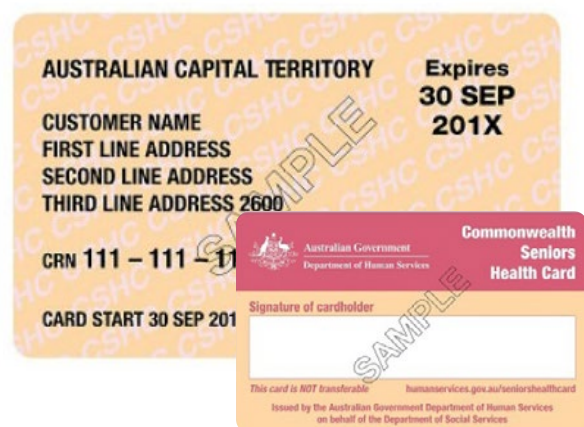 AUSTRALIAN CAPITAL TERRITORY
Expires
30 SEP
201X
CUSTOMER NAME
FIRST LINE ADDRESS
SECOND LINE ADDRESS
THIRD LINE ADDRESS 2600
CRN 111 – 111 – 11
CARD START 30 SEP 201
SAMPLE
Australian Government
Department of Human Services
Commonwealth
Seniors
Health Card
Signature of cardholder
SAMPLE
This card is NOT transferable
humanservices.gov.au/seniorshealthcard
Issued by the Australian Government Department of Human Services
on behalf of the Department of Social Services